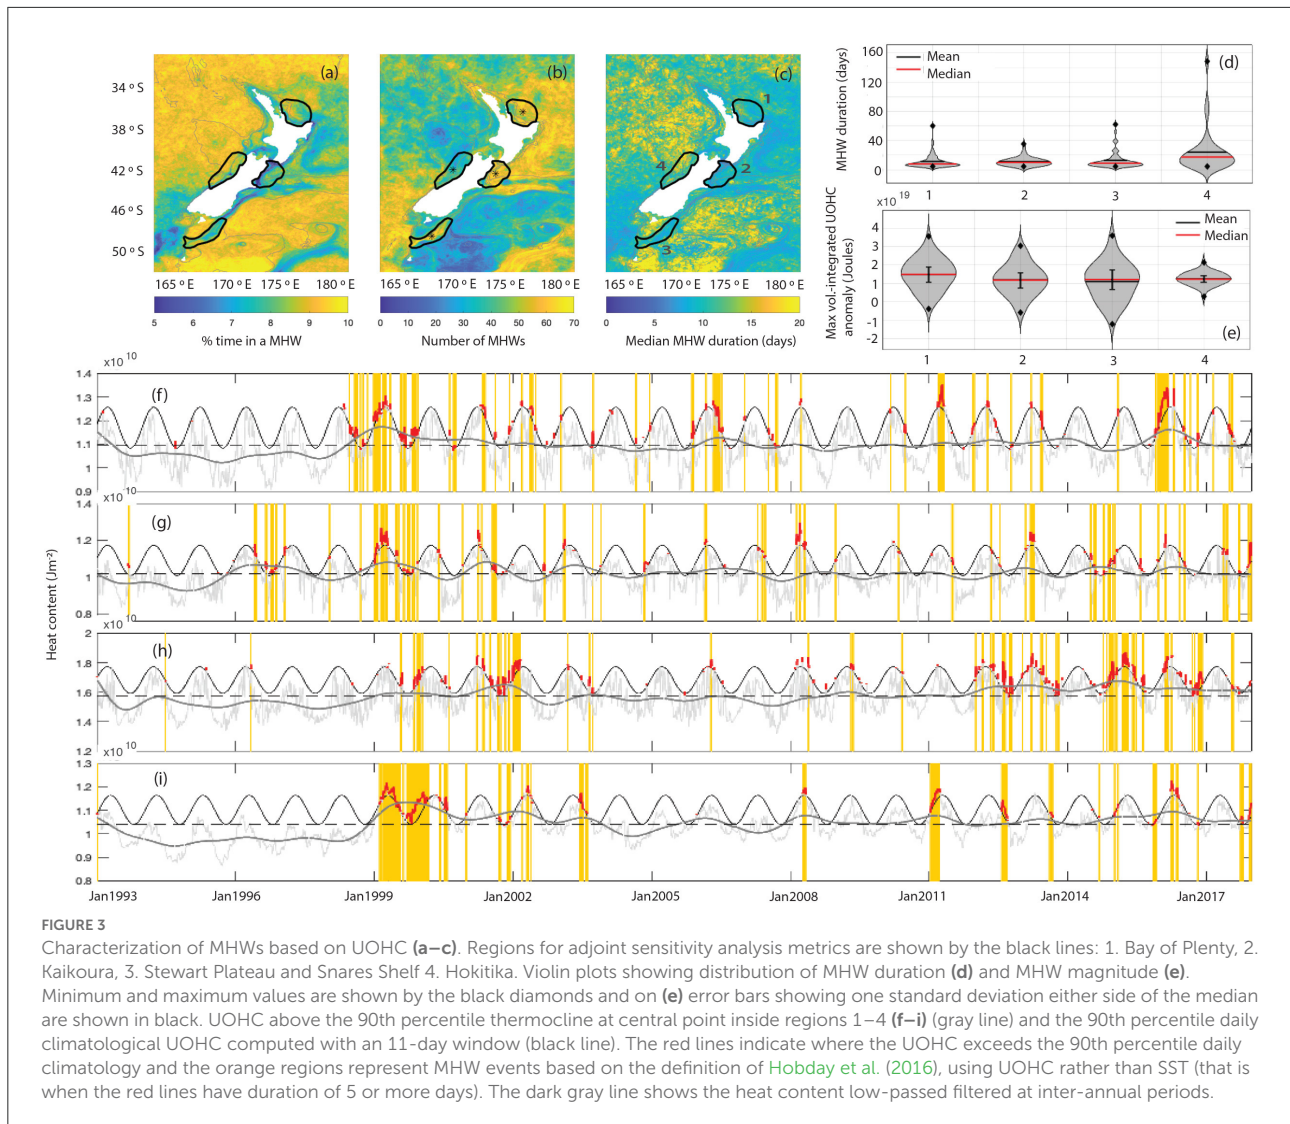 (a)
(b)
(c)
34° S
38° S
42° S
46° S
50° S
1
2
3
4
165° E 170° E 180° E
165° E 170° E 180° E
165° E 170° E 180° E
5 6 7 8 9 10
0 10 20 30 40 50 60 70
0 5 10 15 20
% time in a MHW
Number of MHWs
Median MHW duration (days)
160
120
80
40
0
MHW duration (days)
Mean
Median
(d)
1 2 3 4
x10 19
4
3
2
1
0
-1
-2
Max vol.-integrated UOHC
anomaly (Joules)
Mean
Median
(e)
1 2 3 4
x10 10
1.4
1.3
1.2
1.1
1
0.9
(f)
x10 10
1.4
1.2
1
0.8
(g)
x10 10
2
1.8
1.6
1.4
1.2
(h)
x10 10
1.3
1.2
1.1
1
0.9
0.8
(i)
Heat content (Jm⁻²)
Jan1993 Jan1996 Jan1999 Jan2002 Jan2005 Jan2008 Jan2011 Jan2014 Jan2017
FIGURE 3
Characterization of MHWs based on UOHC (a–c). Regions for adjoint sensitivity analysis metrics are shown by the black lines: 1. Bay of Plenty, 2.
Kaikoura, 3. Stewart Plateau and Snares Shelf 4. Hokitika. Violin plots showing distribution of MHW duration (d) and MHW magnitude (e).
Minimum and maximum values are shown by the black diamonds and on (e) error bars showing one standard deviation either side of the median
are shown in black. UOHC above the 90th percentile thermocline at central point inside regions 1–4 (f–i) (gray line) and the 90th percentile daily
climatological UOHC computed with an 11-day window (black line). The red lines indicate where the UOHC exceeds the 90th percentile daily
climatology and the orange regions represent MHW events based on the definition of Hobday et al. (2016), using UOHC rather than SST (that is
when the red lines have duration of 5 or more days). The dark gray line shows the heat content low-passed filtered at inter-annual periods.